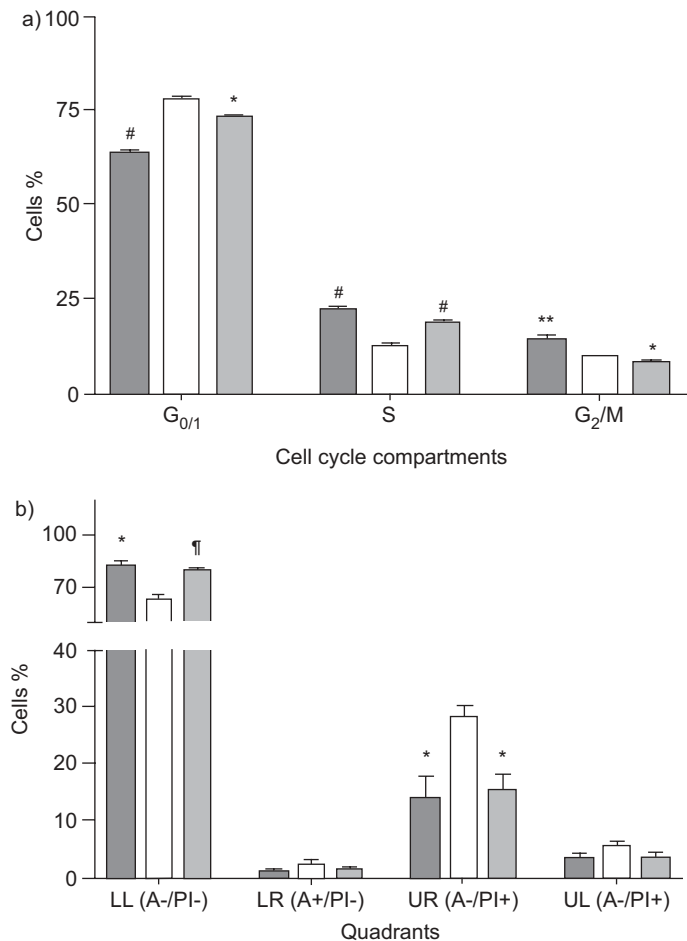 a)
100
75
50
25
0
Cells %
#
*
#
#
**
*
G0/1
S
G2/M
Cell cycle compartments
b)
100
70
40
30
20
10
0
Cells %
*
¶
*
*
LL (A-/PI-)
LR (A+/PI-)
UR (A-/PI+)
UL (A-/PI+)
Quadrants